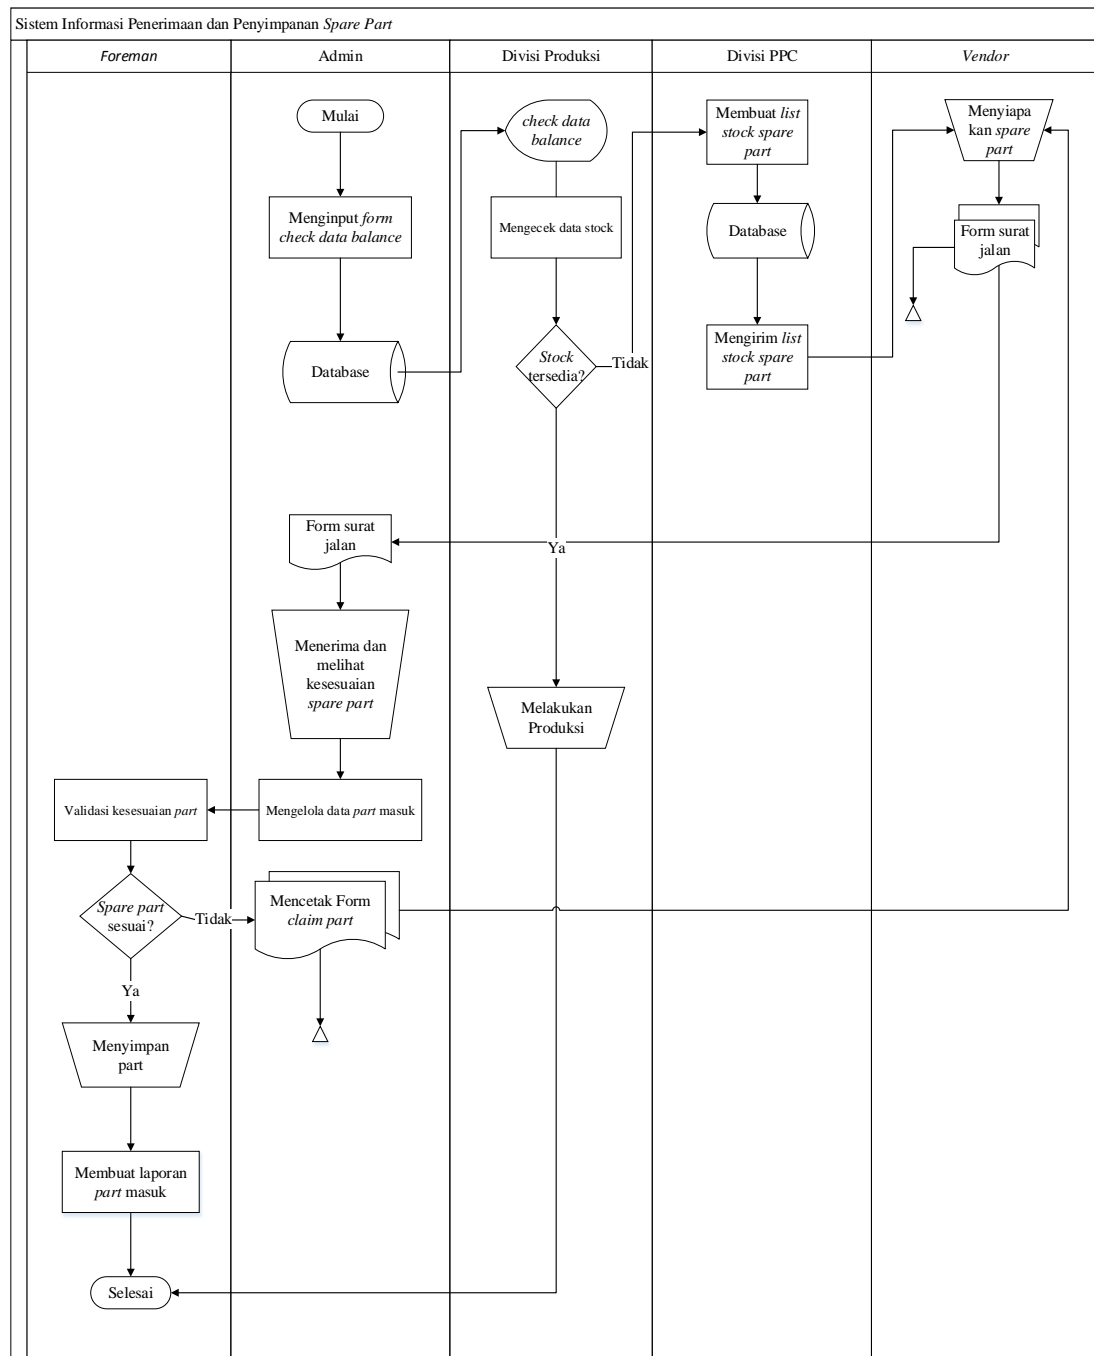 Sistem Informasi Penerimaan dan Penyimpanan Spare Part
Foreman
Admin
Divisi Produksi
Divisi PPC
Vendor
Mulai
Menginput form
check data balance
Database
check data
balance
Mengecek data stock
Stock
tersedia?
Tidak
Ya
Membuat list
stock spare
part
Database
Mengirim list
stock spare
part
Menyiapa
kan spare
part
Form surat
jalan
Form surat
jalan
Menerima dan
melihat
kesesuaian
spare part
Melakukan
Produksi
Mengelola data part masuk
Validasi kesesuaian part
Spare part
sesuai?
Tidak
Mencetak Form
claim part
Ya
Menyimpan
part
Membuat laporan
part masuk
Selesai